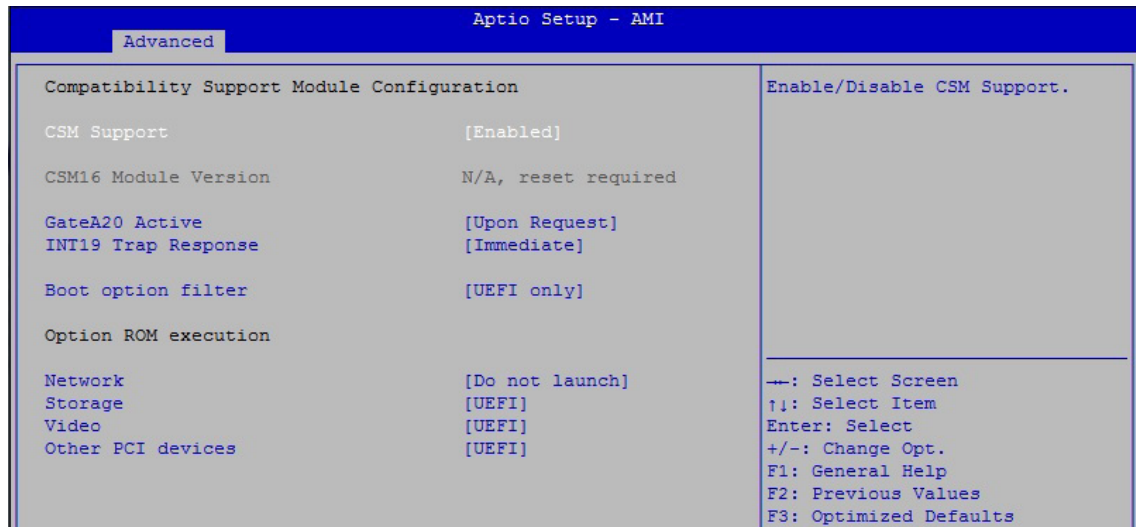 Aptio Setup - AMI
Advanced
Compatibility Support Module Configuration
CSM Support [Enabled]
CSM16 Module Version N/A, reset required
GateA20 Active [Upon Request]
INT19 Trap Response [Immediate]
Boot option filter [UEFI only]
Option ROM execution
Network [Do not launch]
Storage [UEFI]
Video [UEFI]
Other PCI devices [UEFI]
Enable/Disable CSM Support.
→←: Select Screen
↑↓: Select Item
Enter: Select
+/-: Change Opt.
F1: General Help
F2: Previous Values
F3: Optimized Defaults